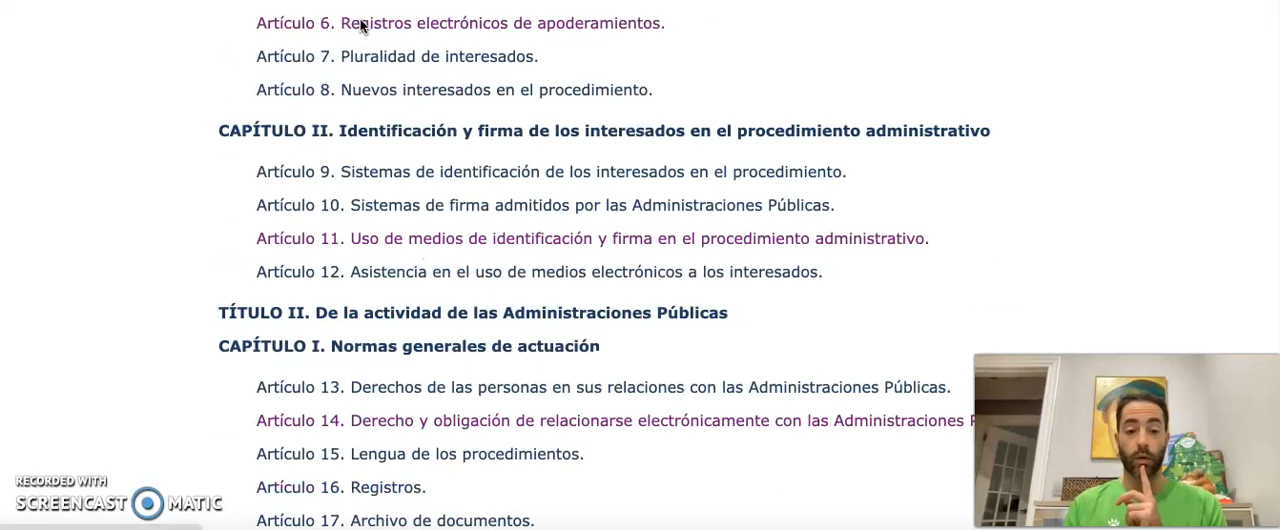 Artículo 6. Registros electrónicos de apoderamientos.
Artículo 7. Pluralidad de interesados.
Artículo 8. Nuevos interesados en el procedimiento.
CAPÍTULO II. Identificación y firma de los interesados en el procedimiento administrativo
Artículo 9. Sistemas de identificación de los interesados en el procedimiento.
Artículo 10. Sistemas de firma admitidos por las Administraciones Públicas.
Artículo 11. Uso de medios de identificación y firma en el procedimiento administrativo.
Artículo 12. Asistencia en el uso de medios electrónicos a los interesados.
TÍTULO II. De la actividad de las Administraciones Públicas
CAPÍTULO I. Normas generales de actuación
Artículo 13. Derechos de las personas en sus relaciones con las Administraciones Públicas.
Artículo 14. Derecho y obligación de relacionarse electrónicamente con las Administraciones
Artículo 15. Lengua de los procedimientos.
Artículo 16. Registros.
Artículo 17. Archivo de documentos.
RECORDED WITH
SCREENCAST MATIC